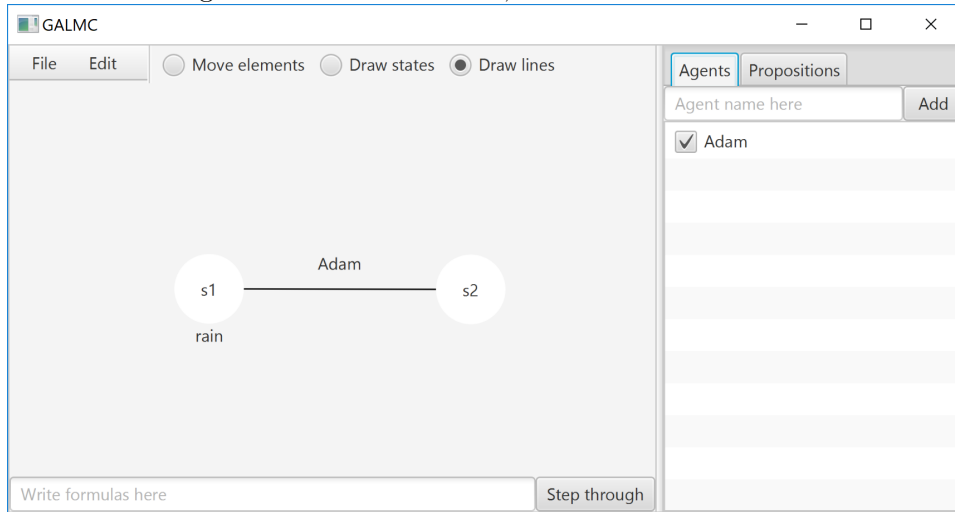 GALMC
File Edit Move elements Draw states Draw lines
Agents Propositions
Agent name here Add
Adam
Adam
s1 s2
rain
Write formulas here Step through